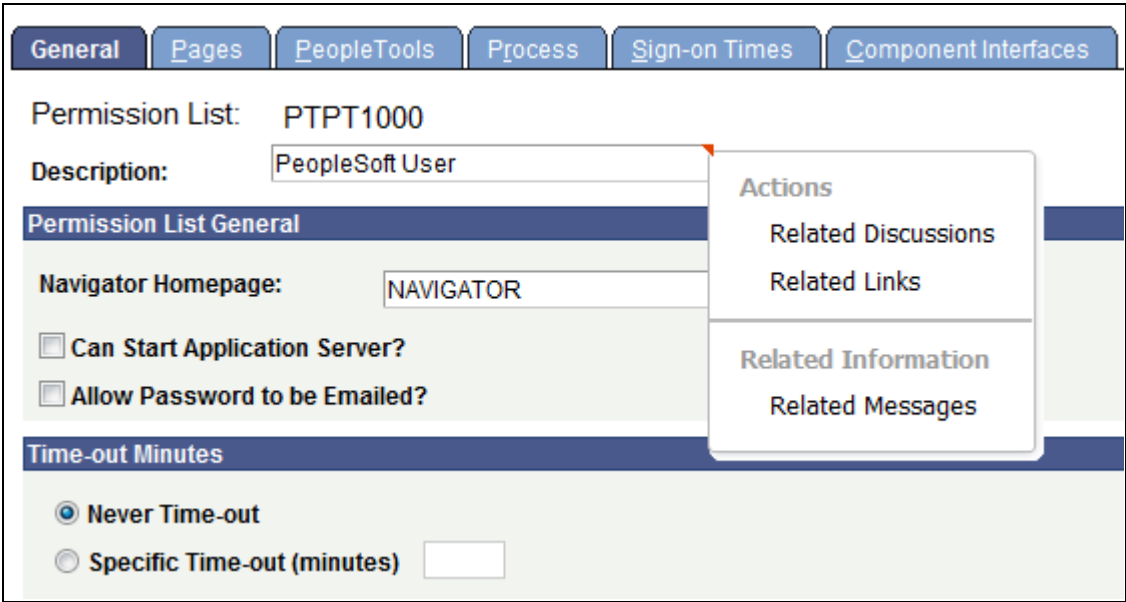 General Pages PeopleTools Process Sign-on Times Component Interfaces
Permission List: PTPT1000
Description: PeopleSoft User
Actions
Related Discussions
Permission List General
Navigator Homepage: NAVIGATOR
Related Links
Can Start Application Server?
Related Information
Allow Password to be Emailed?
Related Messages
Time-out Minutes
Never Time-out
Specific Time-out (minutes)